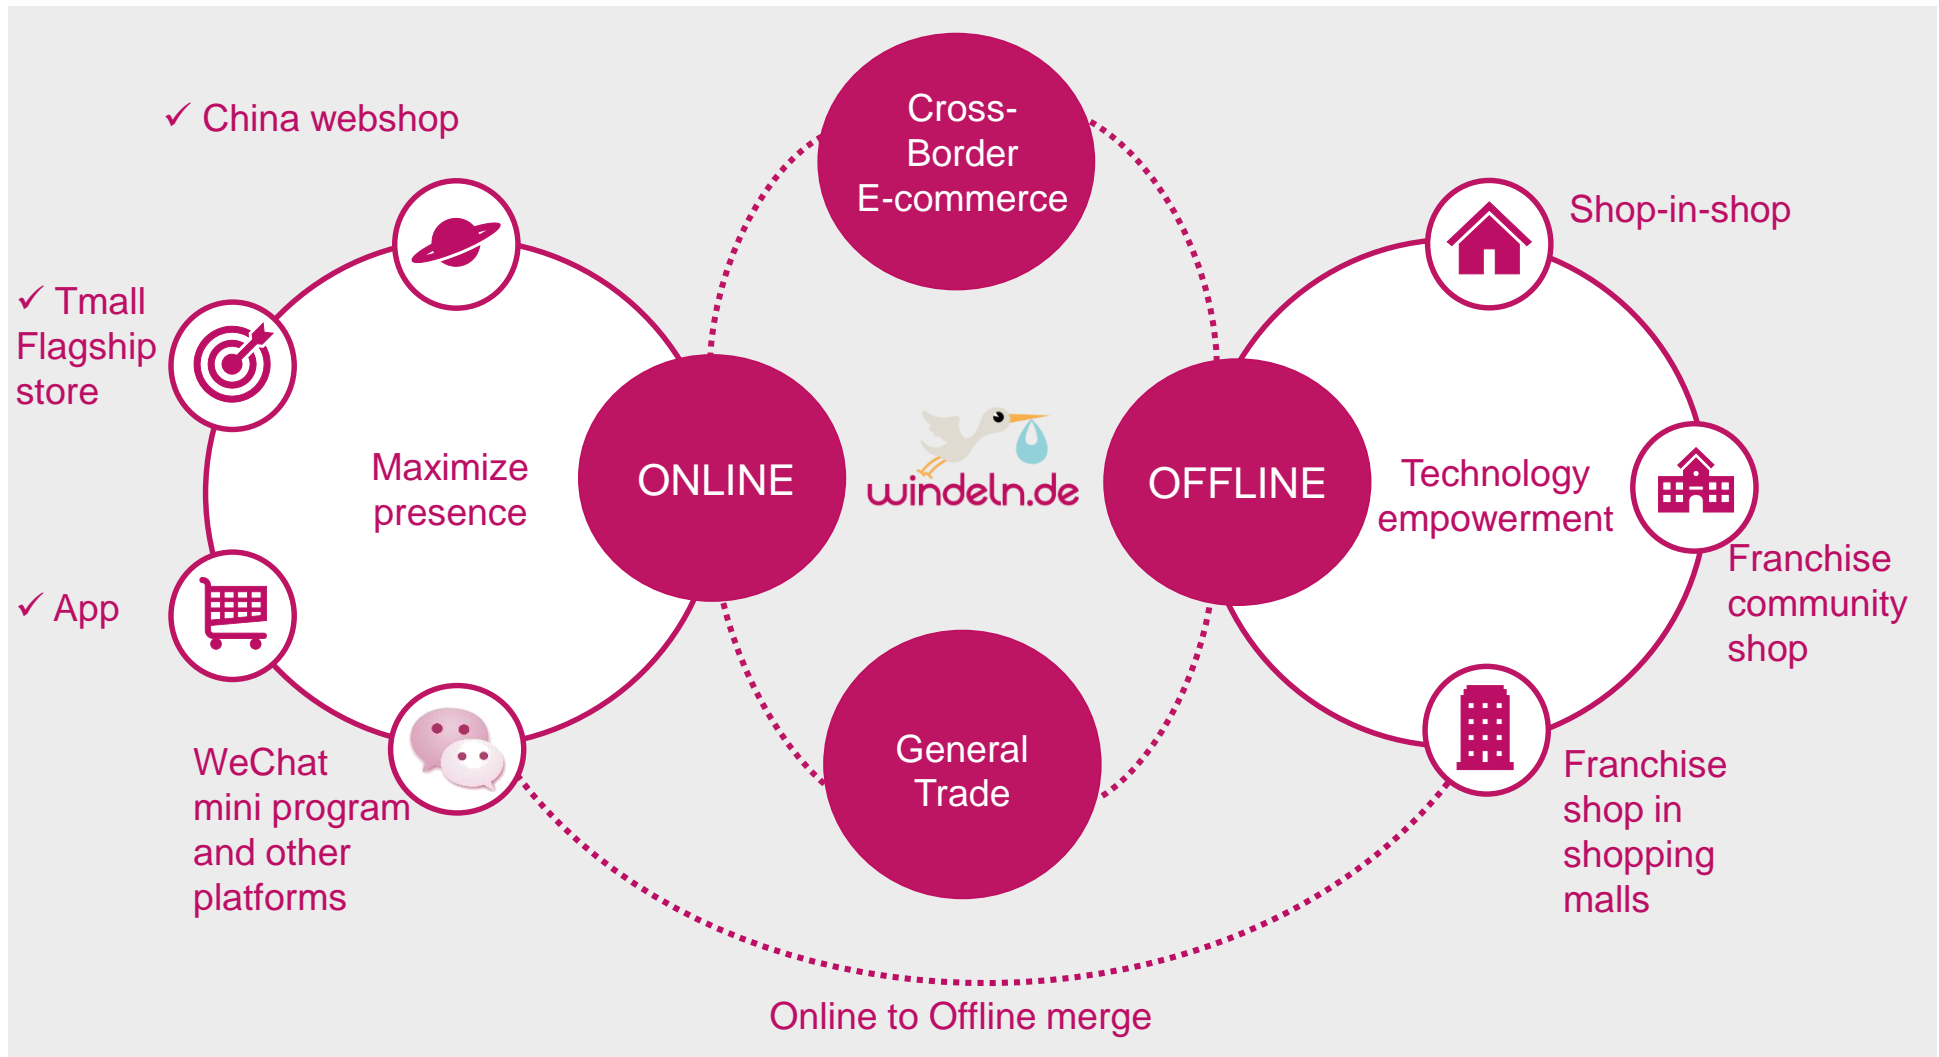 ✓ China webshop
✓ Tmall
Flagship
store
✓ App
WeChat
mini program
and other
platforms
Maximize
presence
ONLINE
Cross-
Border
E-commerce
windeln.de
General
Trade
OFFLINE
Technology
empowerment
Shop-in-shop
Franchise
community
shop
Franchise
shop in
shopping
malls
Online to Offline merge